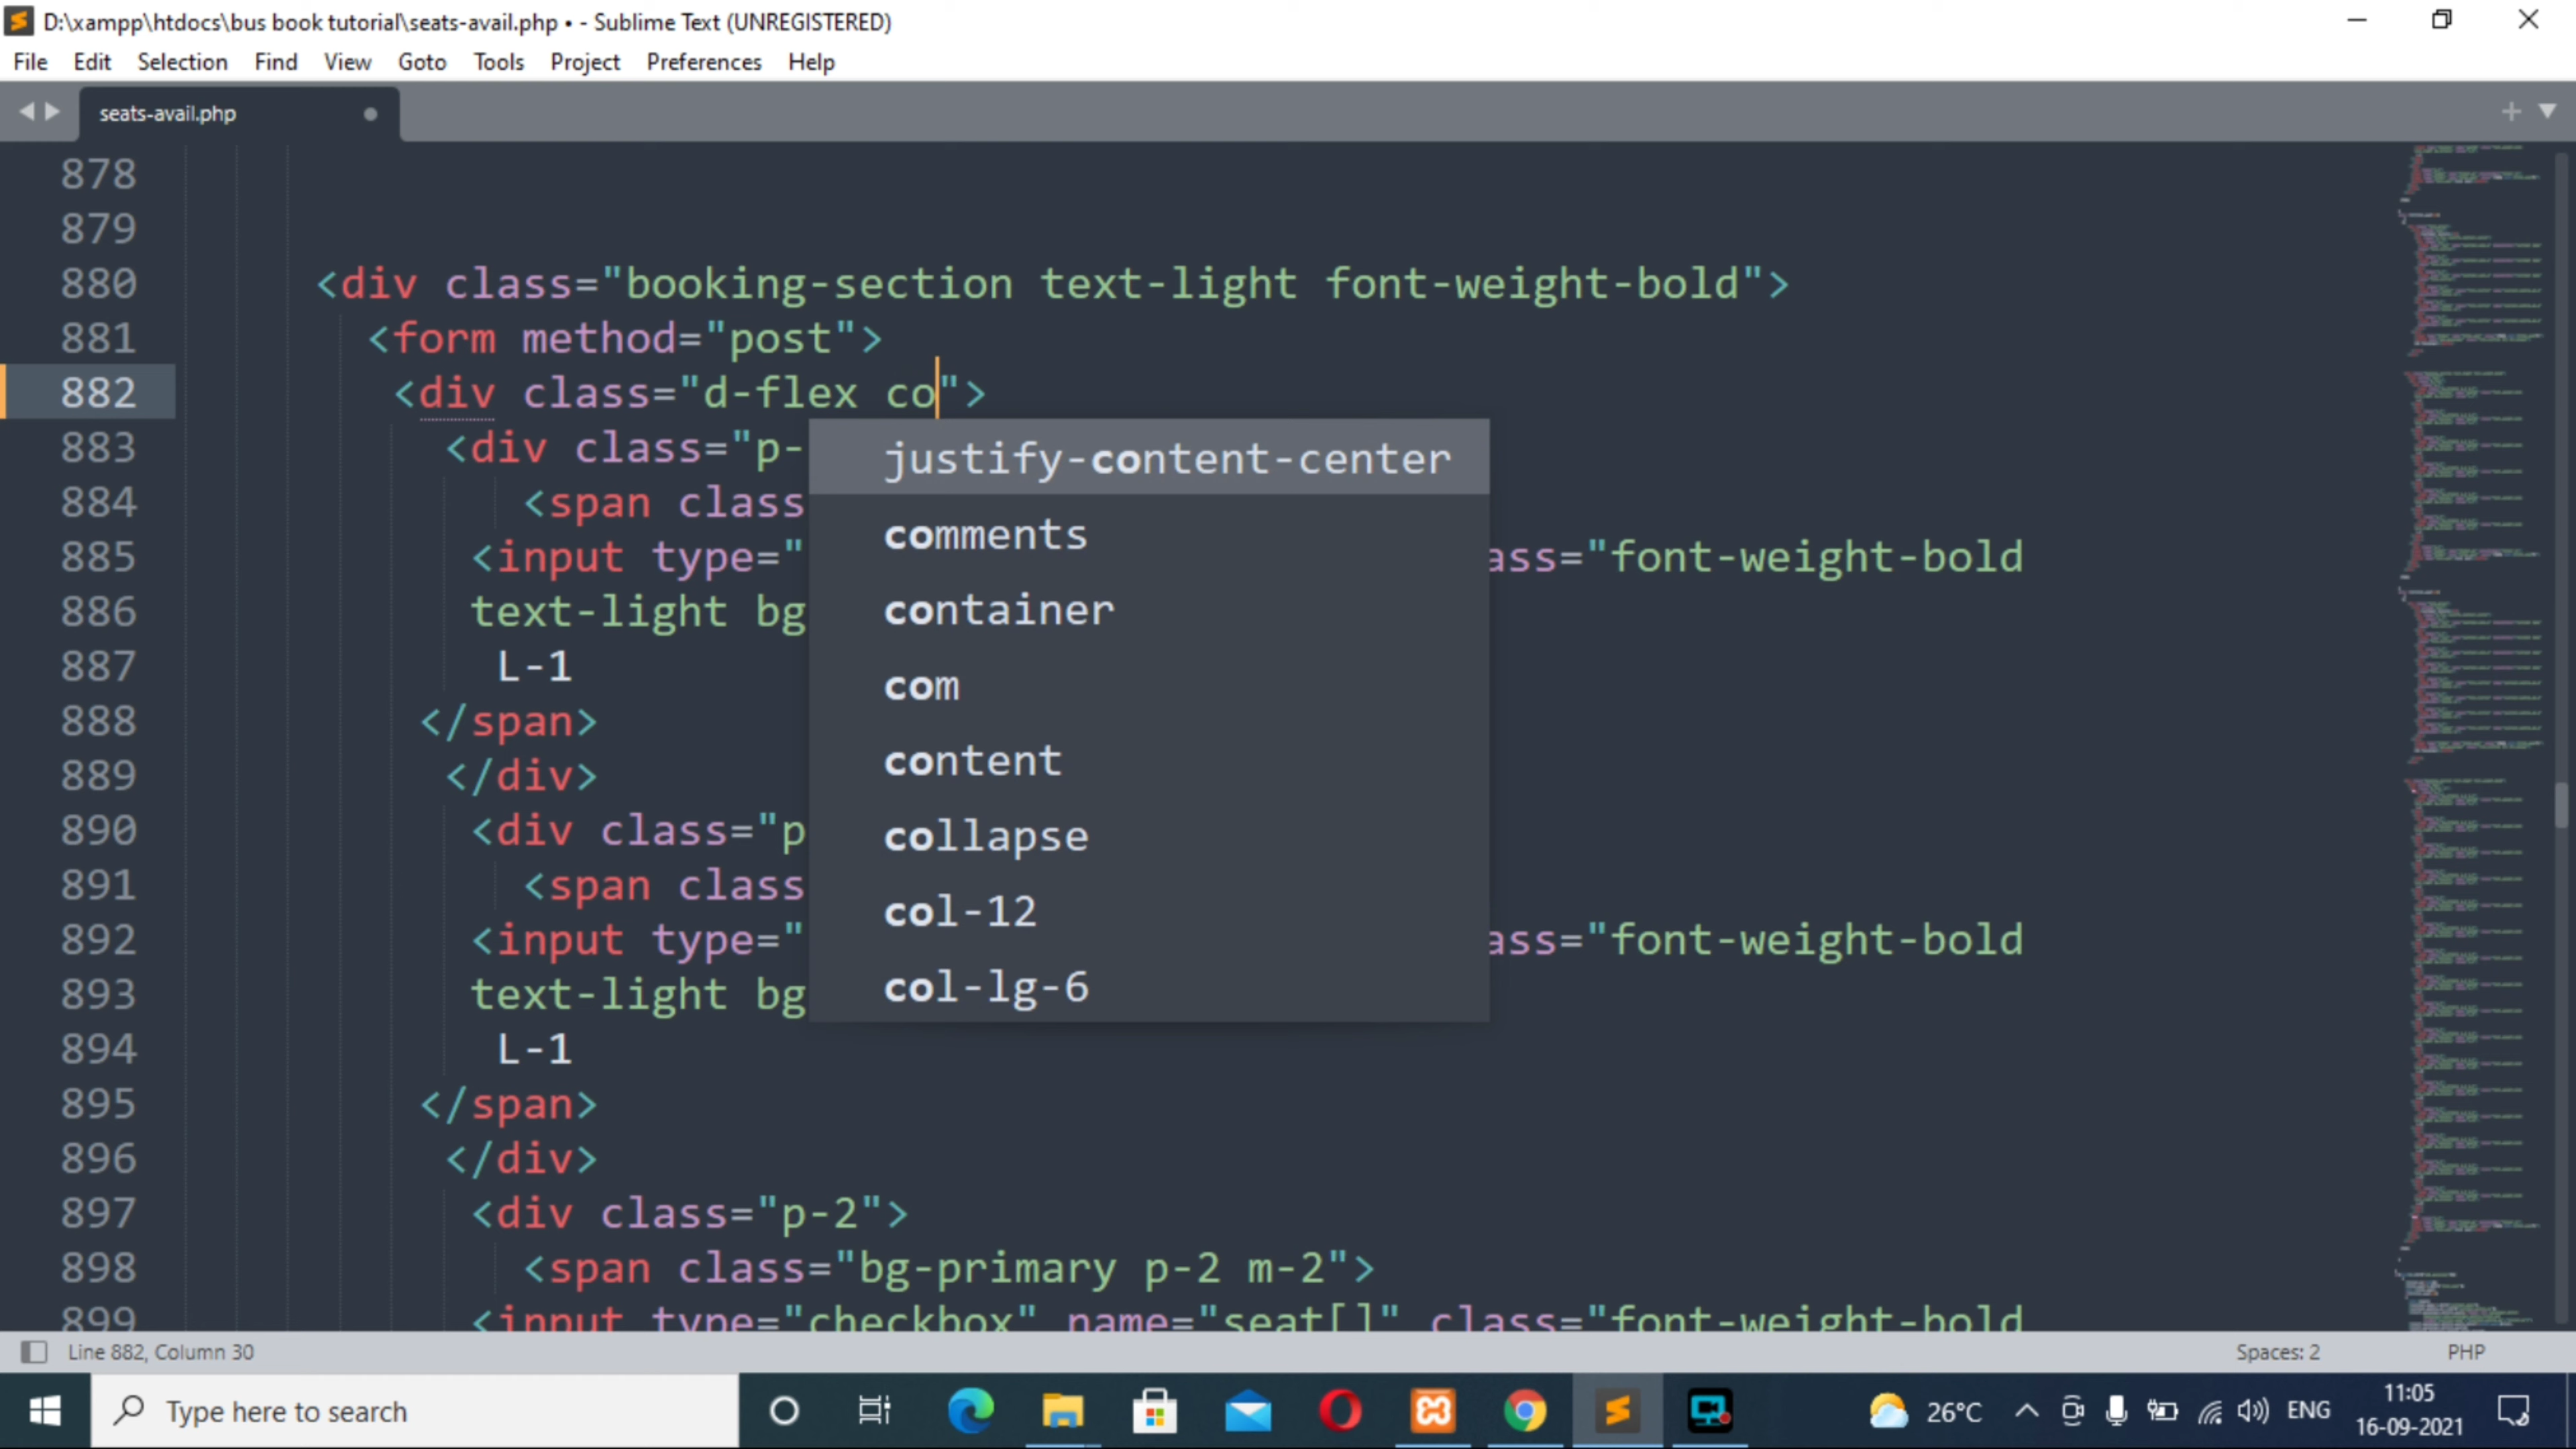 D:\xampp\htdocs\bus book tutorial\seats-avail.php • - Sublime Text (UNREGISTERED)
File Edit Selection Find View Goto Tools Project Preferences Help
seats-avail.php
878
879
880 <div class="booking-section text-light font-weight-bold">
881 <form method="post">
882 <div class="d-flex co">
883 <div class="p-
884 <span class
885 <input type=" ass="font-weight-bold
886 text-light bg
887 L-1
888 </span>
889 </div>
890 <div class="p
891 <span class
892 <input type=" ass="font-weight-bold
893 text-light bg
894 L-1
895 </span>
896 </div>
897 <div class="p-2">
898 <span class="bg-primary p-2 m-2">
899 <input type="checkbox" name="seat[]" class="font-weight-bold
justify-content-center
comments
container
com
content
collapse
col-12
col-lg-6
Line 882, Column 30 Spaces: 2 PHP
Type here to search 26°C ENG 11:05
16-09-2021